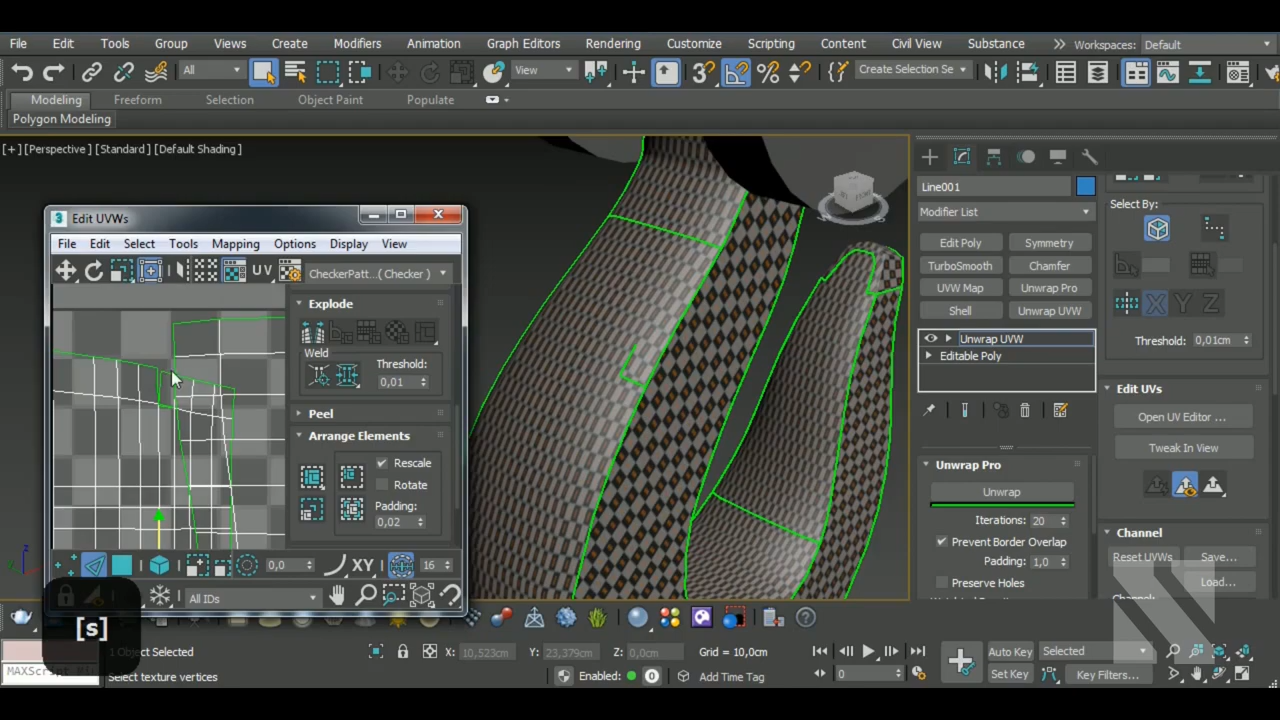 File Edit Tools Group Views Create Modifiers Animation Graph Editors Rendering Customize Scripting Content Civil View Substance Workspaces: Default
All View Create Selection Se
Modeling Freeform Selection Object Paint Populate
Polygon Modeling
[+] [Perspective ] [Standard ] [Default Shading ]
Line001
Modifier List
Edit Poly Symmetry
TurboSmooth Chamfer
UVW Map Unwrap Pro
Shell Unwrap UVW
Unwrap UVW
Editable Poly
Unwrap Pro
Unwrap
Iterations: 20
Prevent Border Overlap
Padding: 1,0
Preserve Holes
Select By:
X Y Z
Threshold: 0,01cm
Edit UVs
Open UV Editor ...
Tweak In View
Channel
Reset UVWs Save...
Load...
Edit UVWs
File Edit Select Tools Mapping Options Display View
UV CheckerPatt...( Checker )
Explode
Weld
Threshold:
0,01
Peel
Arrange Elements
Rescale
Rotate
Padding:
0,02
0,0 XY 16
All IDs
[s]
1 Object Selected
Select texture vertices
X: 10,523cm Y: 23,379cm Z: 0,0cm Grid = 10,0cm
Enabled: 0 Add Time Tag
0
Auto Key Selected
Set Key Key Filters...